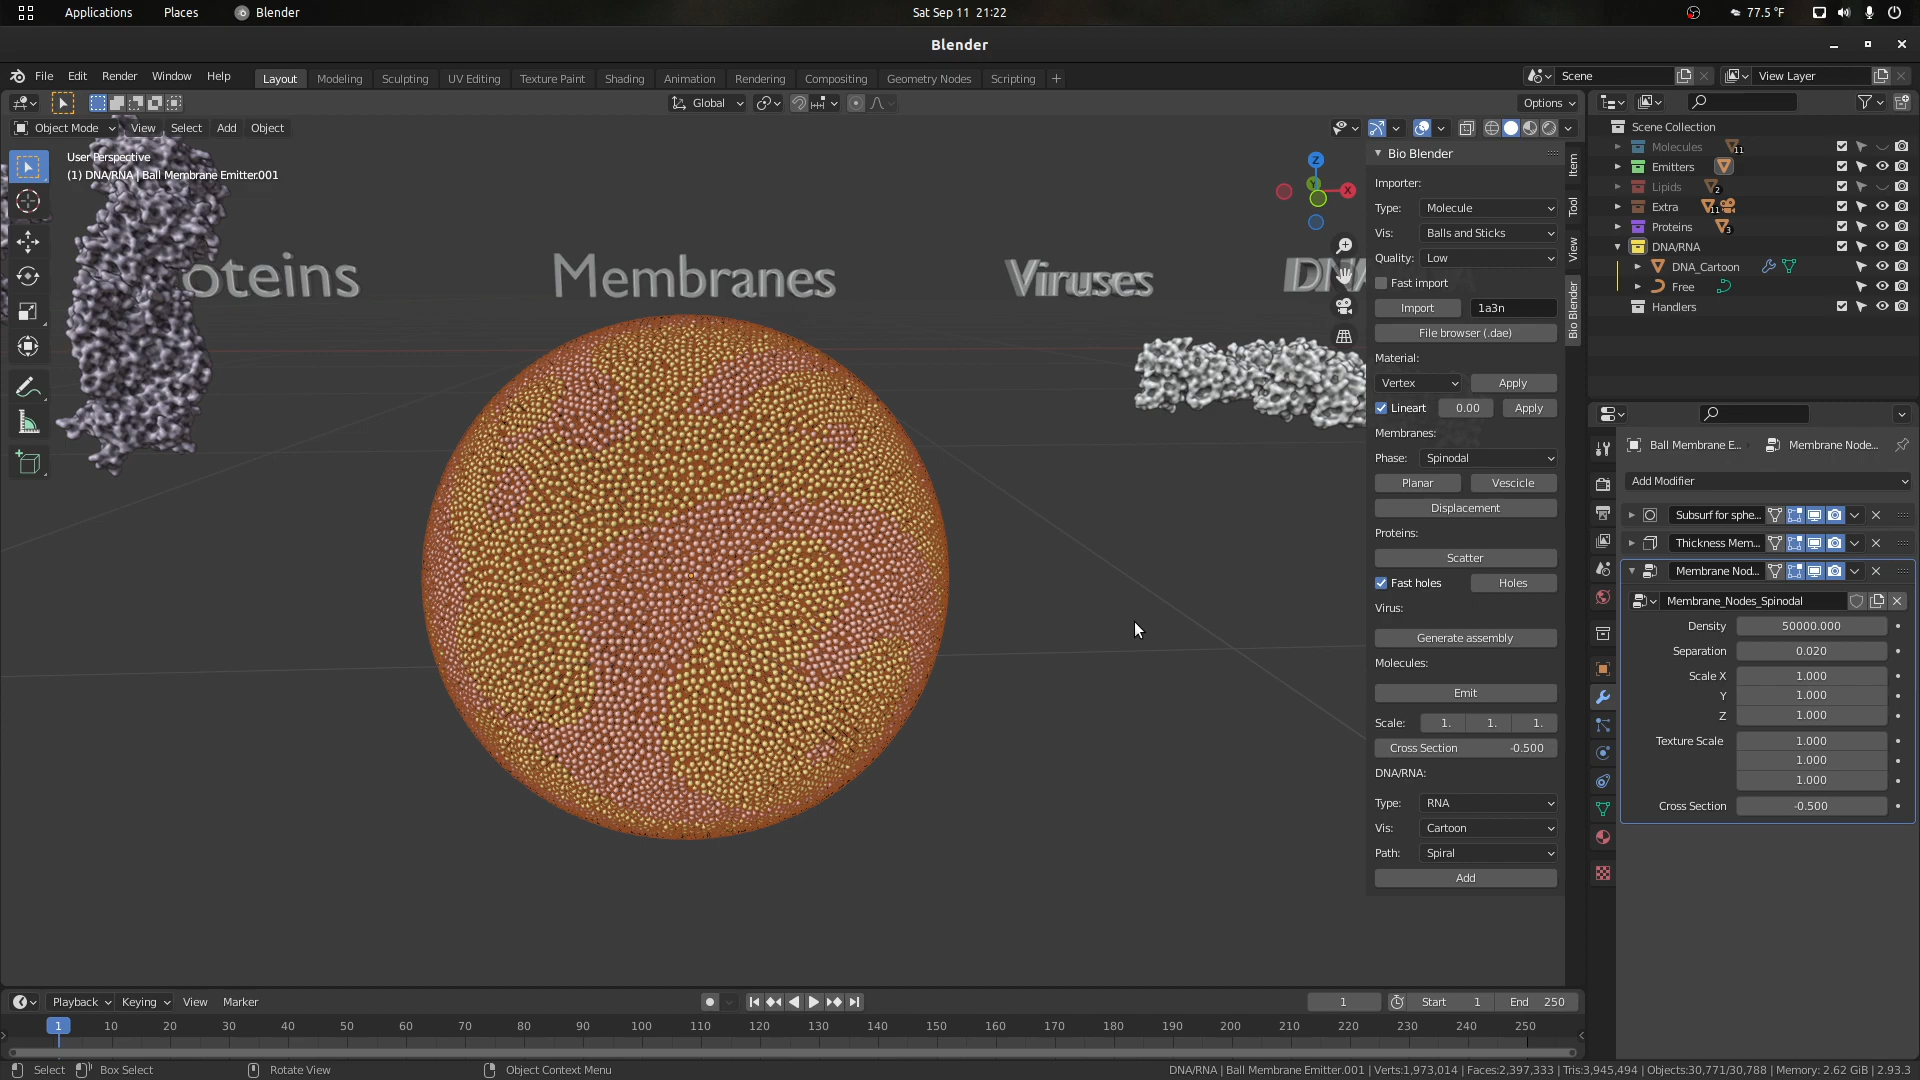 Applications Places Blender Sat Sep 11 21:22 77.5 °F
Blender
File Edit Render Window Help Layout Modeling Sculpting UV Editing Texture Paint Shading Animation Rendering Compositing Geometry Nodes Scripting + Scene View Layer
Global Options
Object Mode View Select Add Object
User Perspective
(1) DNA/RNA | Ball Membrane Emitter.001
oteins Membranes Viruses DN
Z
Y
X
Bio Blender
Importer:
Type: Molecule
Vis: Balls and Sticks
Quality: Low
Fast import
Import 1a3n
File browser (.dae)
Material:
Vertex Apply
Lineart 0.00 Apply
Membranes:
Phase: Spinodal
Planar Vescicle
Displacement
Proteins:
Scatter
Fast holes Holes
Virus:
Generate assembly
Molecules:
Emit
Scale: 1. 1. 1.
Cross Section -0.500
DNA/RNA:
Type: RNA
Vis: Cartoon
Path: Spiral
Add
Item
Tool
View
Bio Blender
Scene Collection
Molecules 11
Emitters
Lipids 2
Extra 11
Proteins 3
DNA/RNA
DNA_Cartoon
Free
Handlers
Ball Membrane E... Membrane Node...
Add Modifier
Subsurf for sphe...
Thickness Mem...
Membrane Nod...
Membrane_Nodes_Spinodal
Density 50000.000
Separation 0.020
Scale X 1.000
Y 1.000
Z 1.000
Texture Scale 1.000
1.000
1.000
Cross Section -0.500
Playback Keying View Marker 1 Start 1 End 250
1 10 20 30 40 50 60 70 80 90 100 110 120 130 140 150 160 170 180 190 200 210 220 230 240 250
Select Box Select Rotate View Object Context Menu DNA/RNA | Ball Membrane Emitter.001 | Verts:1,973,014 | Faces:2,397,333 | Tris:3,945,494 | Objects:30,771/30,788 | Memory: 2.62 GiB | 2.93.3